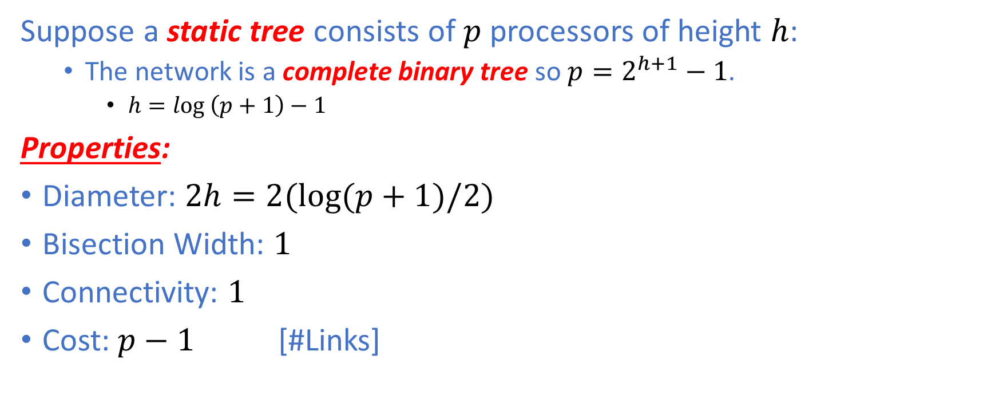 Suppose a static tree consists of p processors of height h:
• The network is a complete binary tree so p = 2^{h+1} − 1.
• h = log (p + 1) − 1
Properties:
• Diameter: 2h = 2(log(p + 1)/2)
• Bisection Width: 1
• Connectivity: 1
• Cost: p − 1 [#Links]